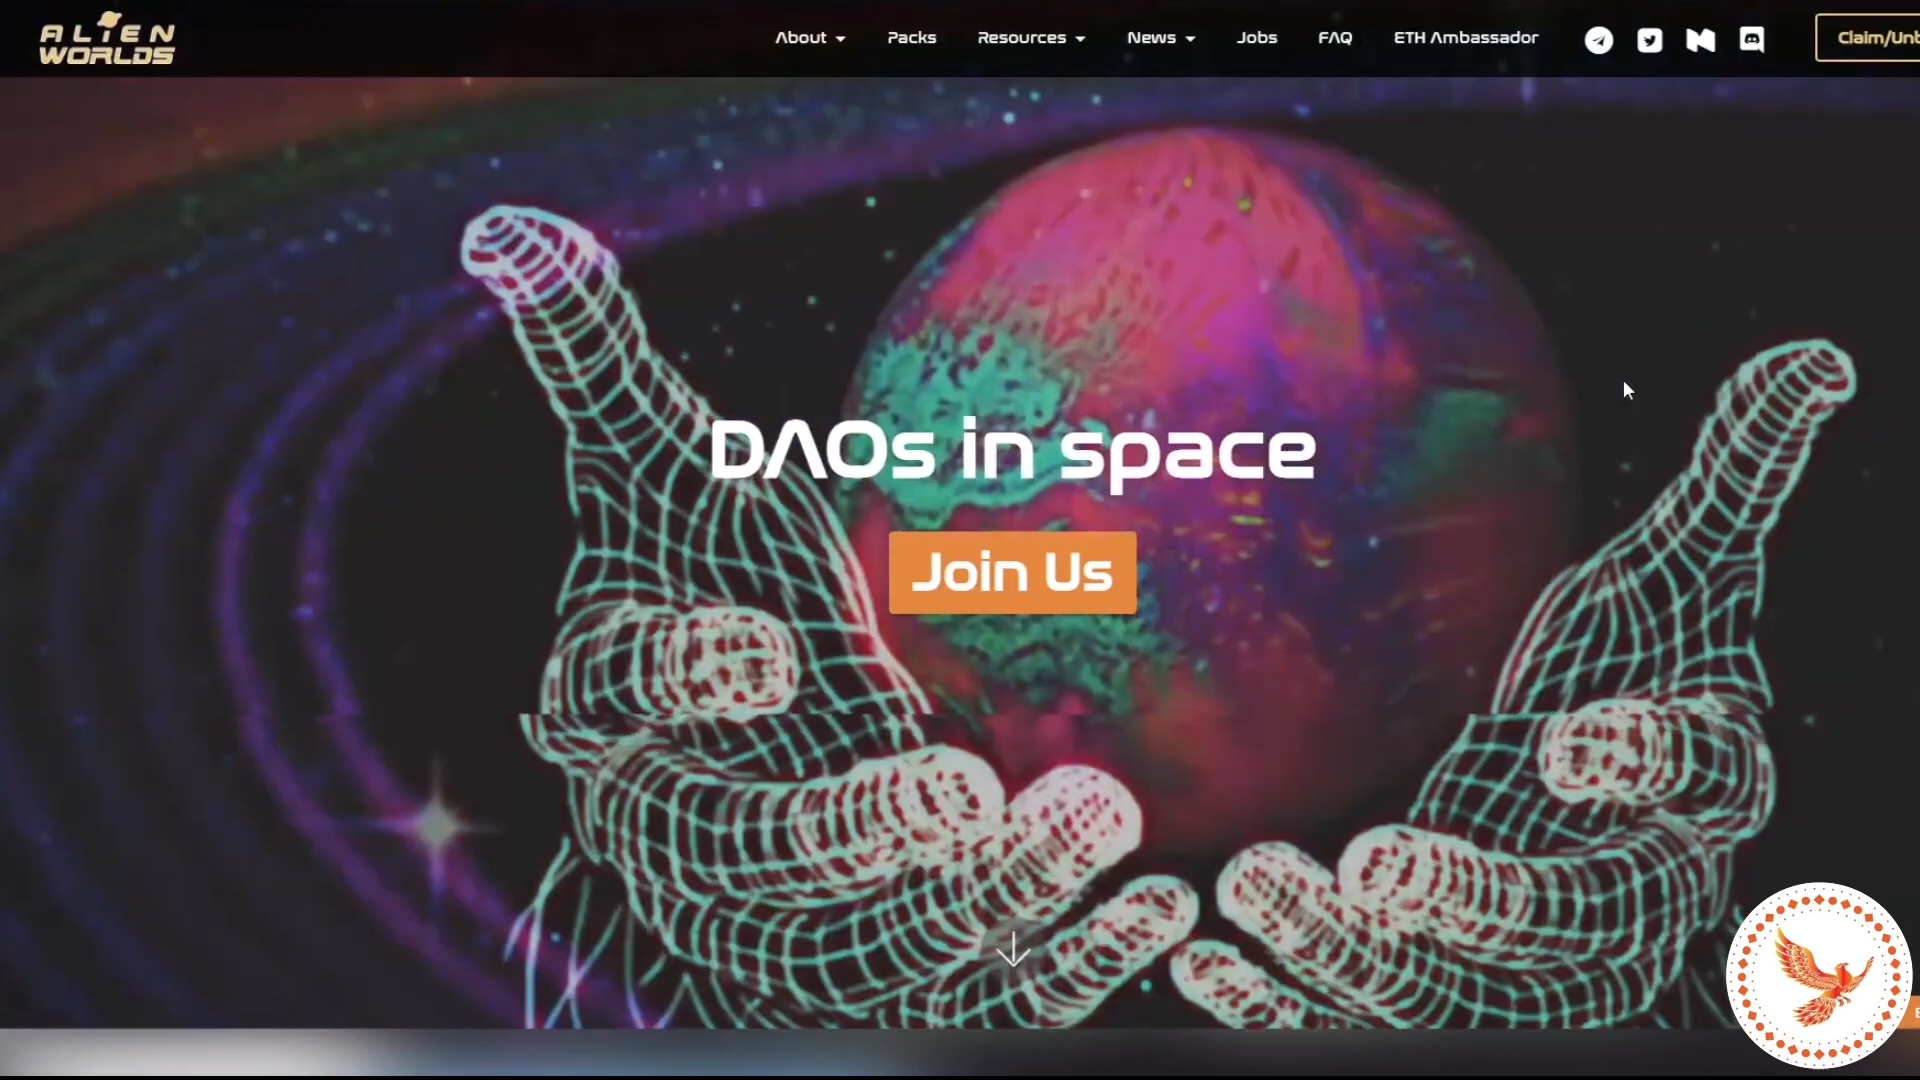 ALIEN
WORLDS
About
Packs
Resources
News
Jobs
FAQ
ETH Ambassador
DAOs in space
Join Us